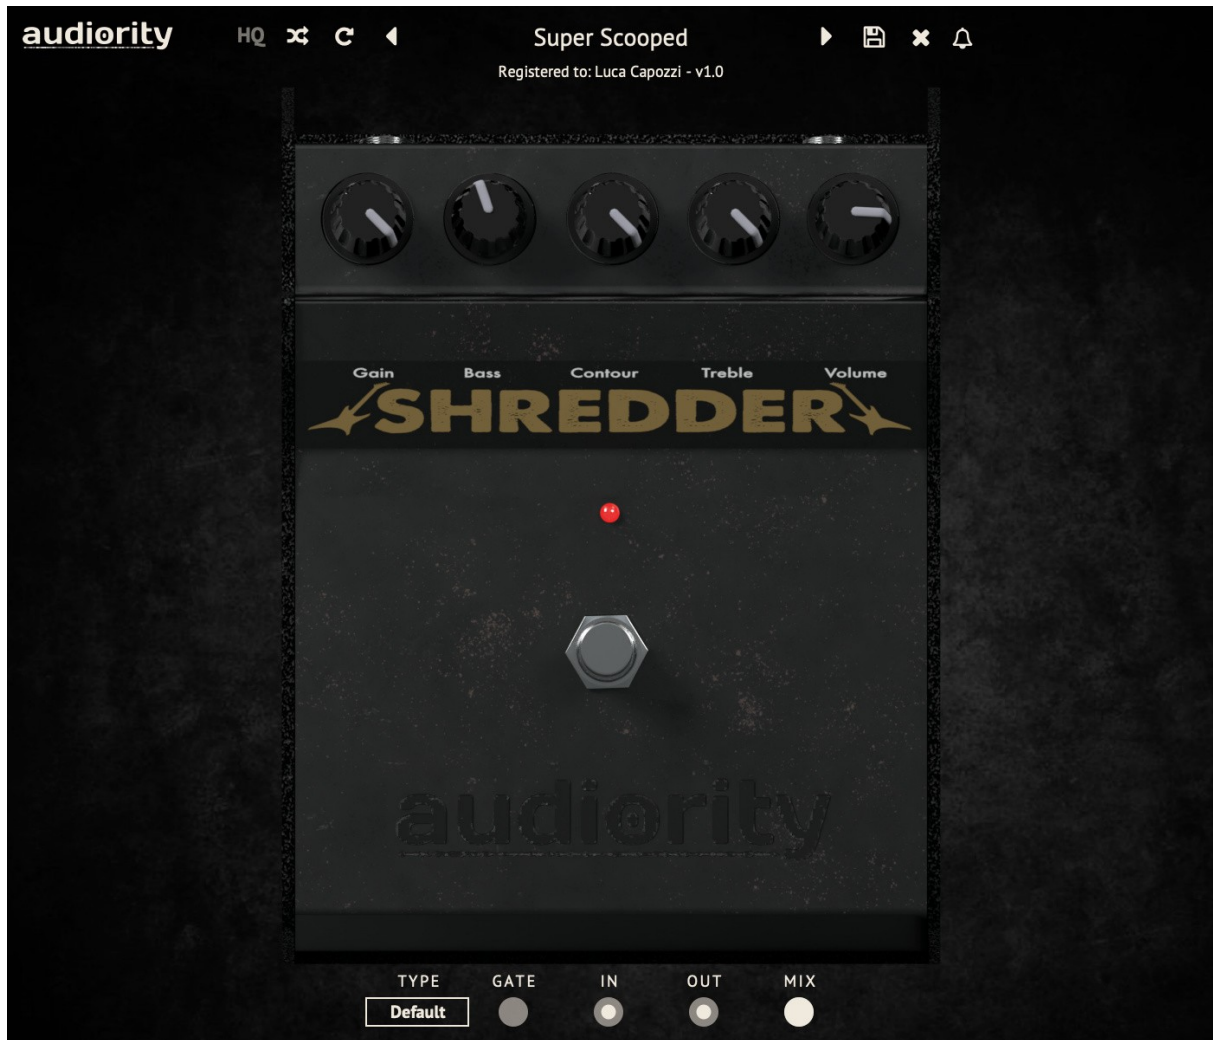 audiority
HQ
Super Scooped
Registered to: Luca Capozzi - v1.0
Gain Bass Contour Treble Volume
SHREDDER
audiority
TYPE GATE IN OUT MIX
Default